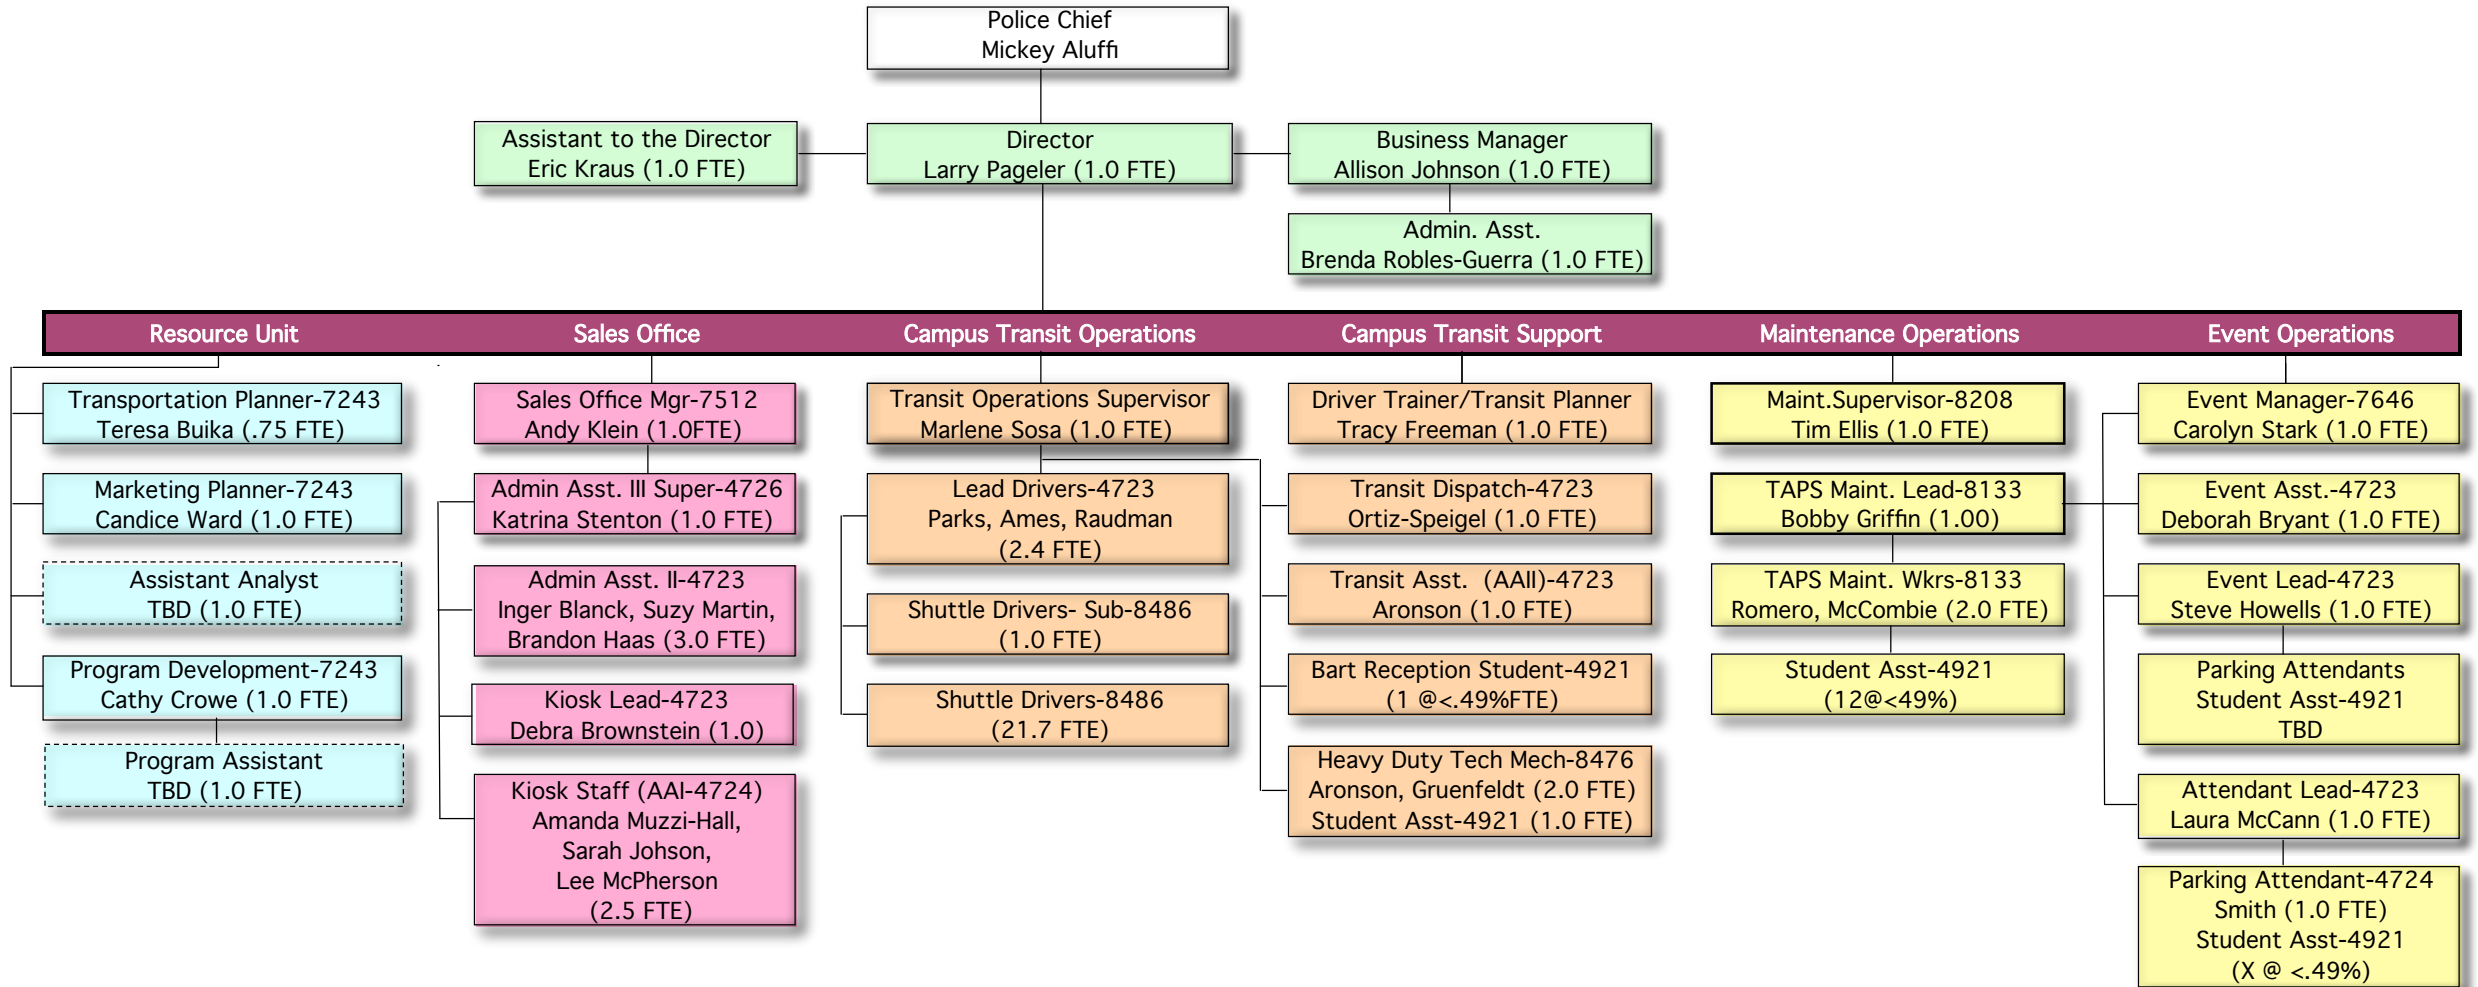 Police Chief
Mickey Aluffi
Assistant to the Director
Eric Kraus (1.0 FTE)
Director
Larry Pageler (1.0 FTE)
Business Manager
Allison Johnson (1.0 FTE)
Admin. Asst.
Brenda Robles-Guerra (1.0 FTE)
Resource Unit
Sales Office
Campus Transit Operations
Campus Transit Support
Maintenance Operations
Event Operations
Transportation Planner-7243
Teresa Buika (.75 FTE)
Marketing Planner-7243
Candice Ward (1.0 FTE)
Assistant Analyst
TBD (1.0 FTE)
Program Development-7243
Cathy Crowe (1.0 FTE)
Program Assistant
TBD (1.0 FTE)
Sales Office Mgr-7512
Andy Klein (1.0FTE)
Admin Asst. III Super-4726
Katrina Stenton (1.0 FTE)
Admin Asst. II-4723
Inger Blanck, Suzy Martin,
Brandon Haas (3.0 FTE)
Kiosk Lead-4723
Debra Brownstein (1.0)
Kiosk Staff (AAI-4724)
Amanda Muzzi-Hall,
Sarah Johson,
Lee McPherson
(2.5 FTE)
Transit Operations Supervisor
Marlene Sosa (1.0 FTE)
Lead Drivers-4723
Parks, Ames, Raudman
(2.4 FTE)
Shuttle Drivers- Sub-8486
(1.0 FTE)
Shuttle Drivers-8486
(21.7 FTE)
Driver Trainer/Transit Planner
Tracy Freeman (1.0 FTE)
Transit Dispatch-4723
Ortiz-Speigel (1.0 FTE)
Transit Asst. (AAII)-4723
Aronson (1.0 FTE)
Bart Reception Student-4921
(1 @<.49%FTE)
Heavy Duty Tech Mech-8476
Aronson, Gruenfeldt (2.0 FTE)
Student Asst-4921 (1.0 FTE)
Maint.Supervisor-8208
Tim Ellis (1.0 FTE)
TAPS Maint. Lead-8133
Bobby Griffin (1.00)
TAPS Maint. Wkrs-8133
Romero, McCombie (2.0 FTE)
Student Asst-4921
(12@<49%)
Event Manager-7646
Carolyn Stark (1.0 FTE)
Event Asst.-4723
Deborah Bryant (1.0 FTE)
Event Lead-4723
Steve Howells (1.0 FTE)
Parking Attendants
Student Asst-4921
TBD
Attendant Lead-4723
Laura McCann (1.0 FTE)
Parking Attendant-4724
Smith (1.0 FTE)
Student Asst-4921
(X @ <.49%)